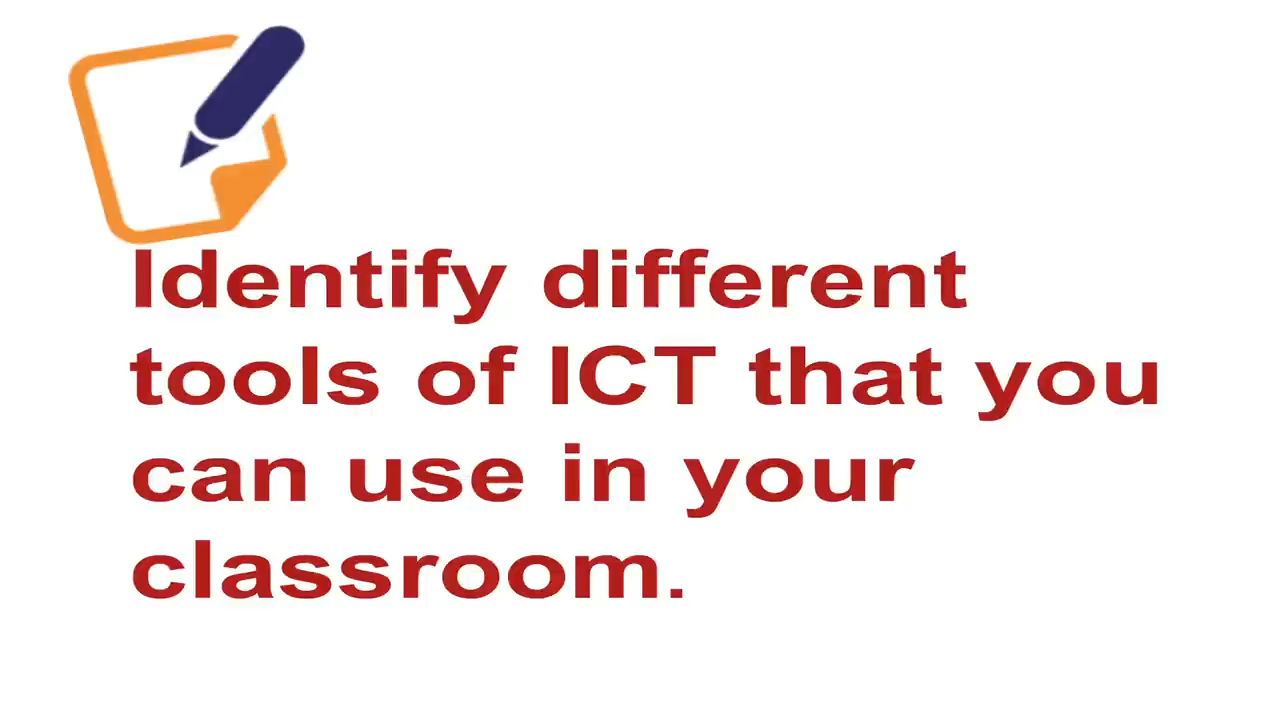 Identify different
tools of ICT that you
can use in your
classroom.